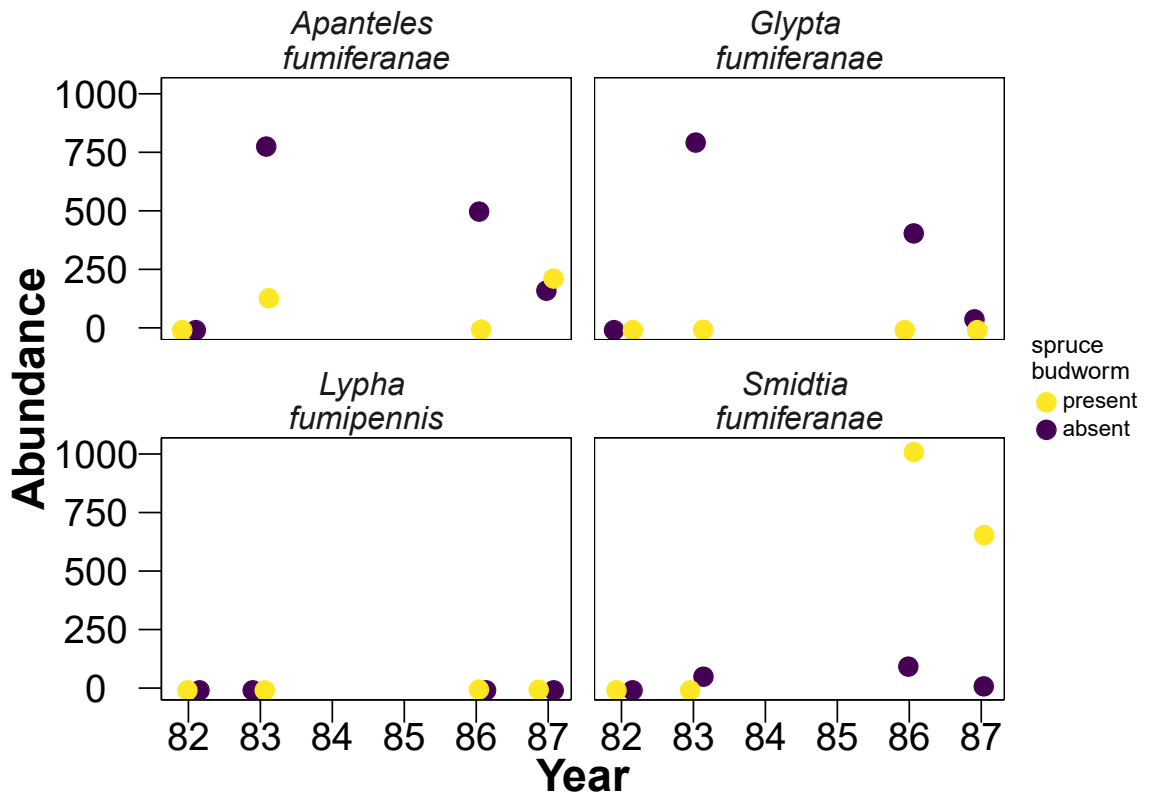 Apanteles
fumiferanae
Glypta
fumiferanae
1000
750
500
250
0
Abundance
Lypha
fumipennis
Smidtia
fumiferanae
1000
750
500
250
0
82 83 84 85 86 87
82 83 84 85 86 87
Year
spruce
budworm
present
absent